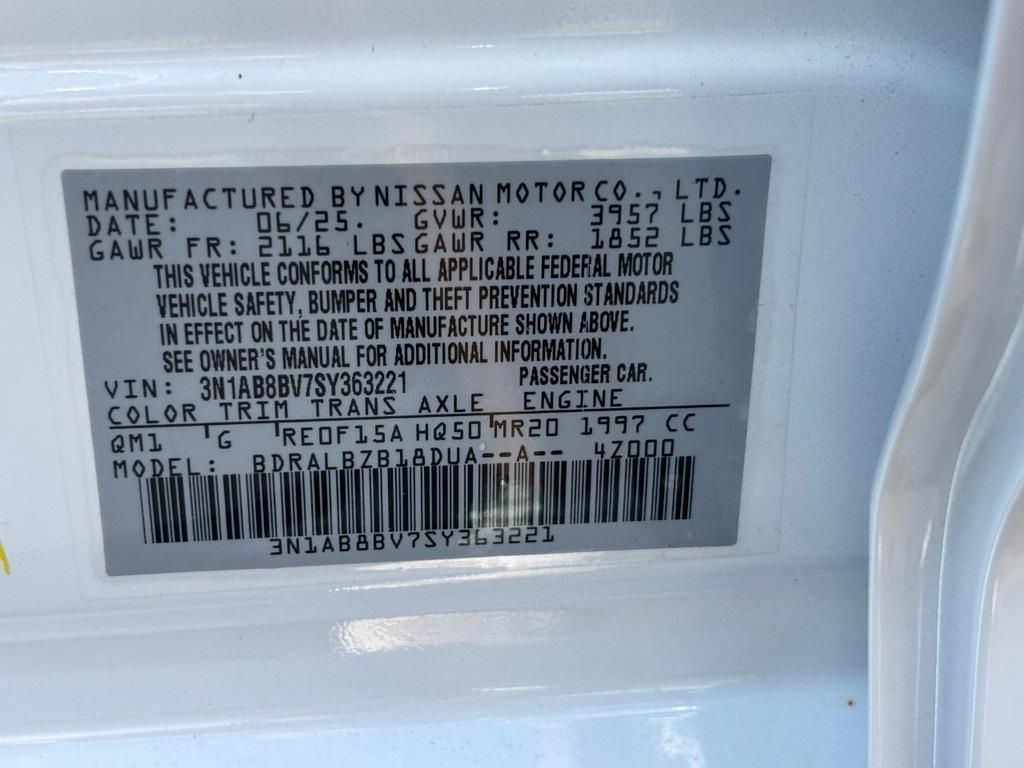 MANUFACTURED BY NISSAN MOTOR CO., LTD.
DATE: 06/25. GVWR: 3957 LBS
GAWR FR: 2116 LBS GAWR RR: 1852 LBS
THIS VEHICLE CONFORMS TO ALL APPLICABLE FEDERAL MOTOR
VEHICLE SAFETY, BUMPER AND THEFT PREVENTION STANDARDS
IN EFFECT ON THE DATE OF MANUFACTURE SHOWN ABOVE.
SEE OWNER'S MANUAL FOR ADDITIONAL INFORMATION.
VIN: 3N1AB8BV7SY363221 PASSENGER CAR.
COLOR TRIM TRANS AXLE ENGINE
QM1 G RE0F15A HQ50 MR20 1997 CC
MODEL: BDRALBZB18DUA--A-- 4Z000
3N1AB8BV7SY363221